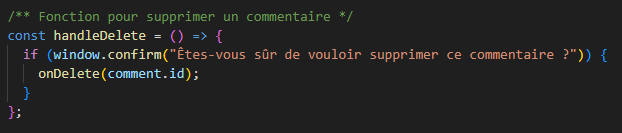 /** Fonction pour supprimer un commentaire */
const handleDelete = () => {
  if (window.confirm("Êtes-vous sûr de vouloir supprimer ce commentaire ?")) {
    onDelete(comment.id);
  }
};